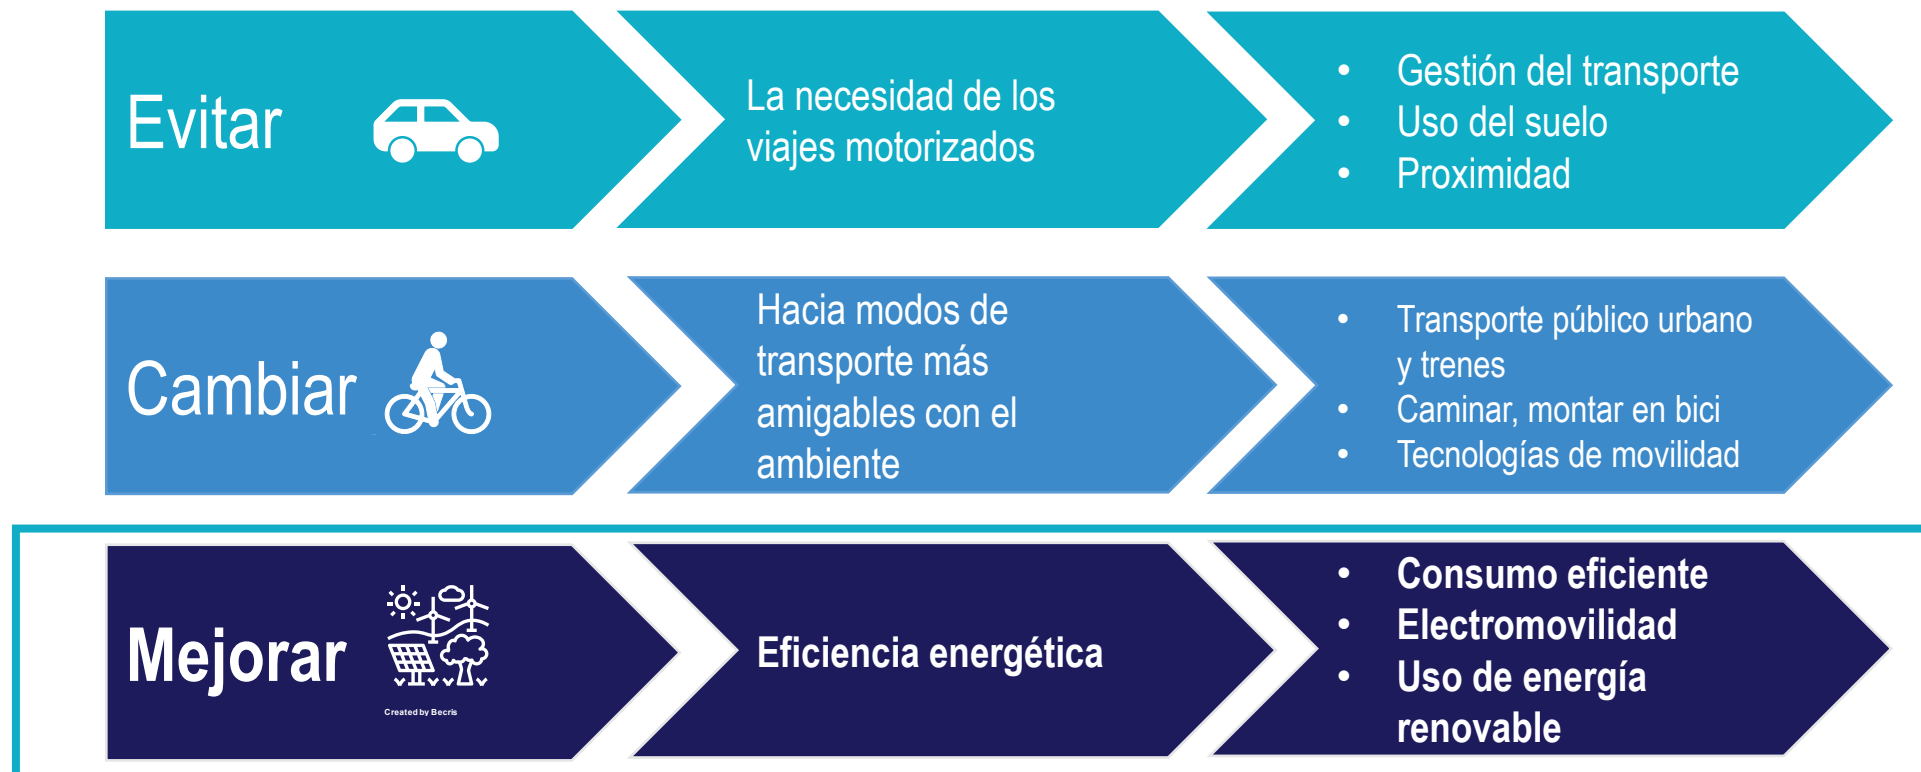 Evitar
La necesidad de los
viajes motorizados
• Gestión del transporte
• Uso del suelo
• Proximidad
Cambiar
Hacia modos de
transporte más
amigables con el
ambiente
• Transporte público urbano
y trenes
• Caminar, montar en bici
• Tecnologías de movilidad
Mejorar
Created by Becris
Eficiencia energética
• Consumo eficiente
• Electromovilidad
• Uso de energía
renovable